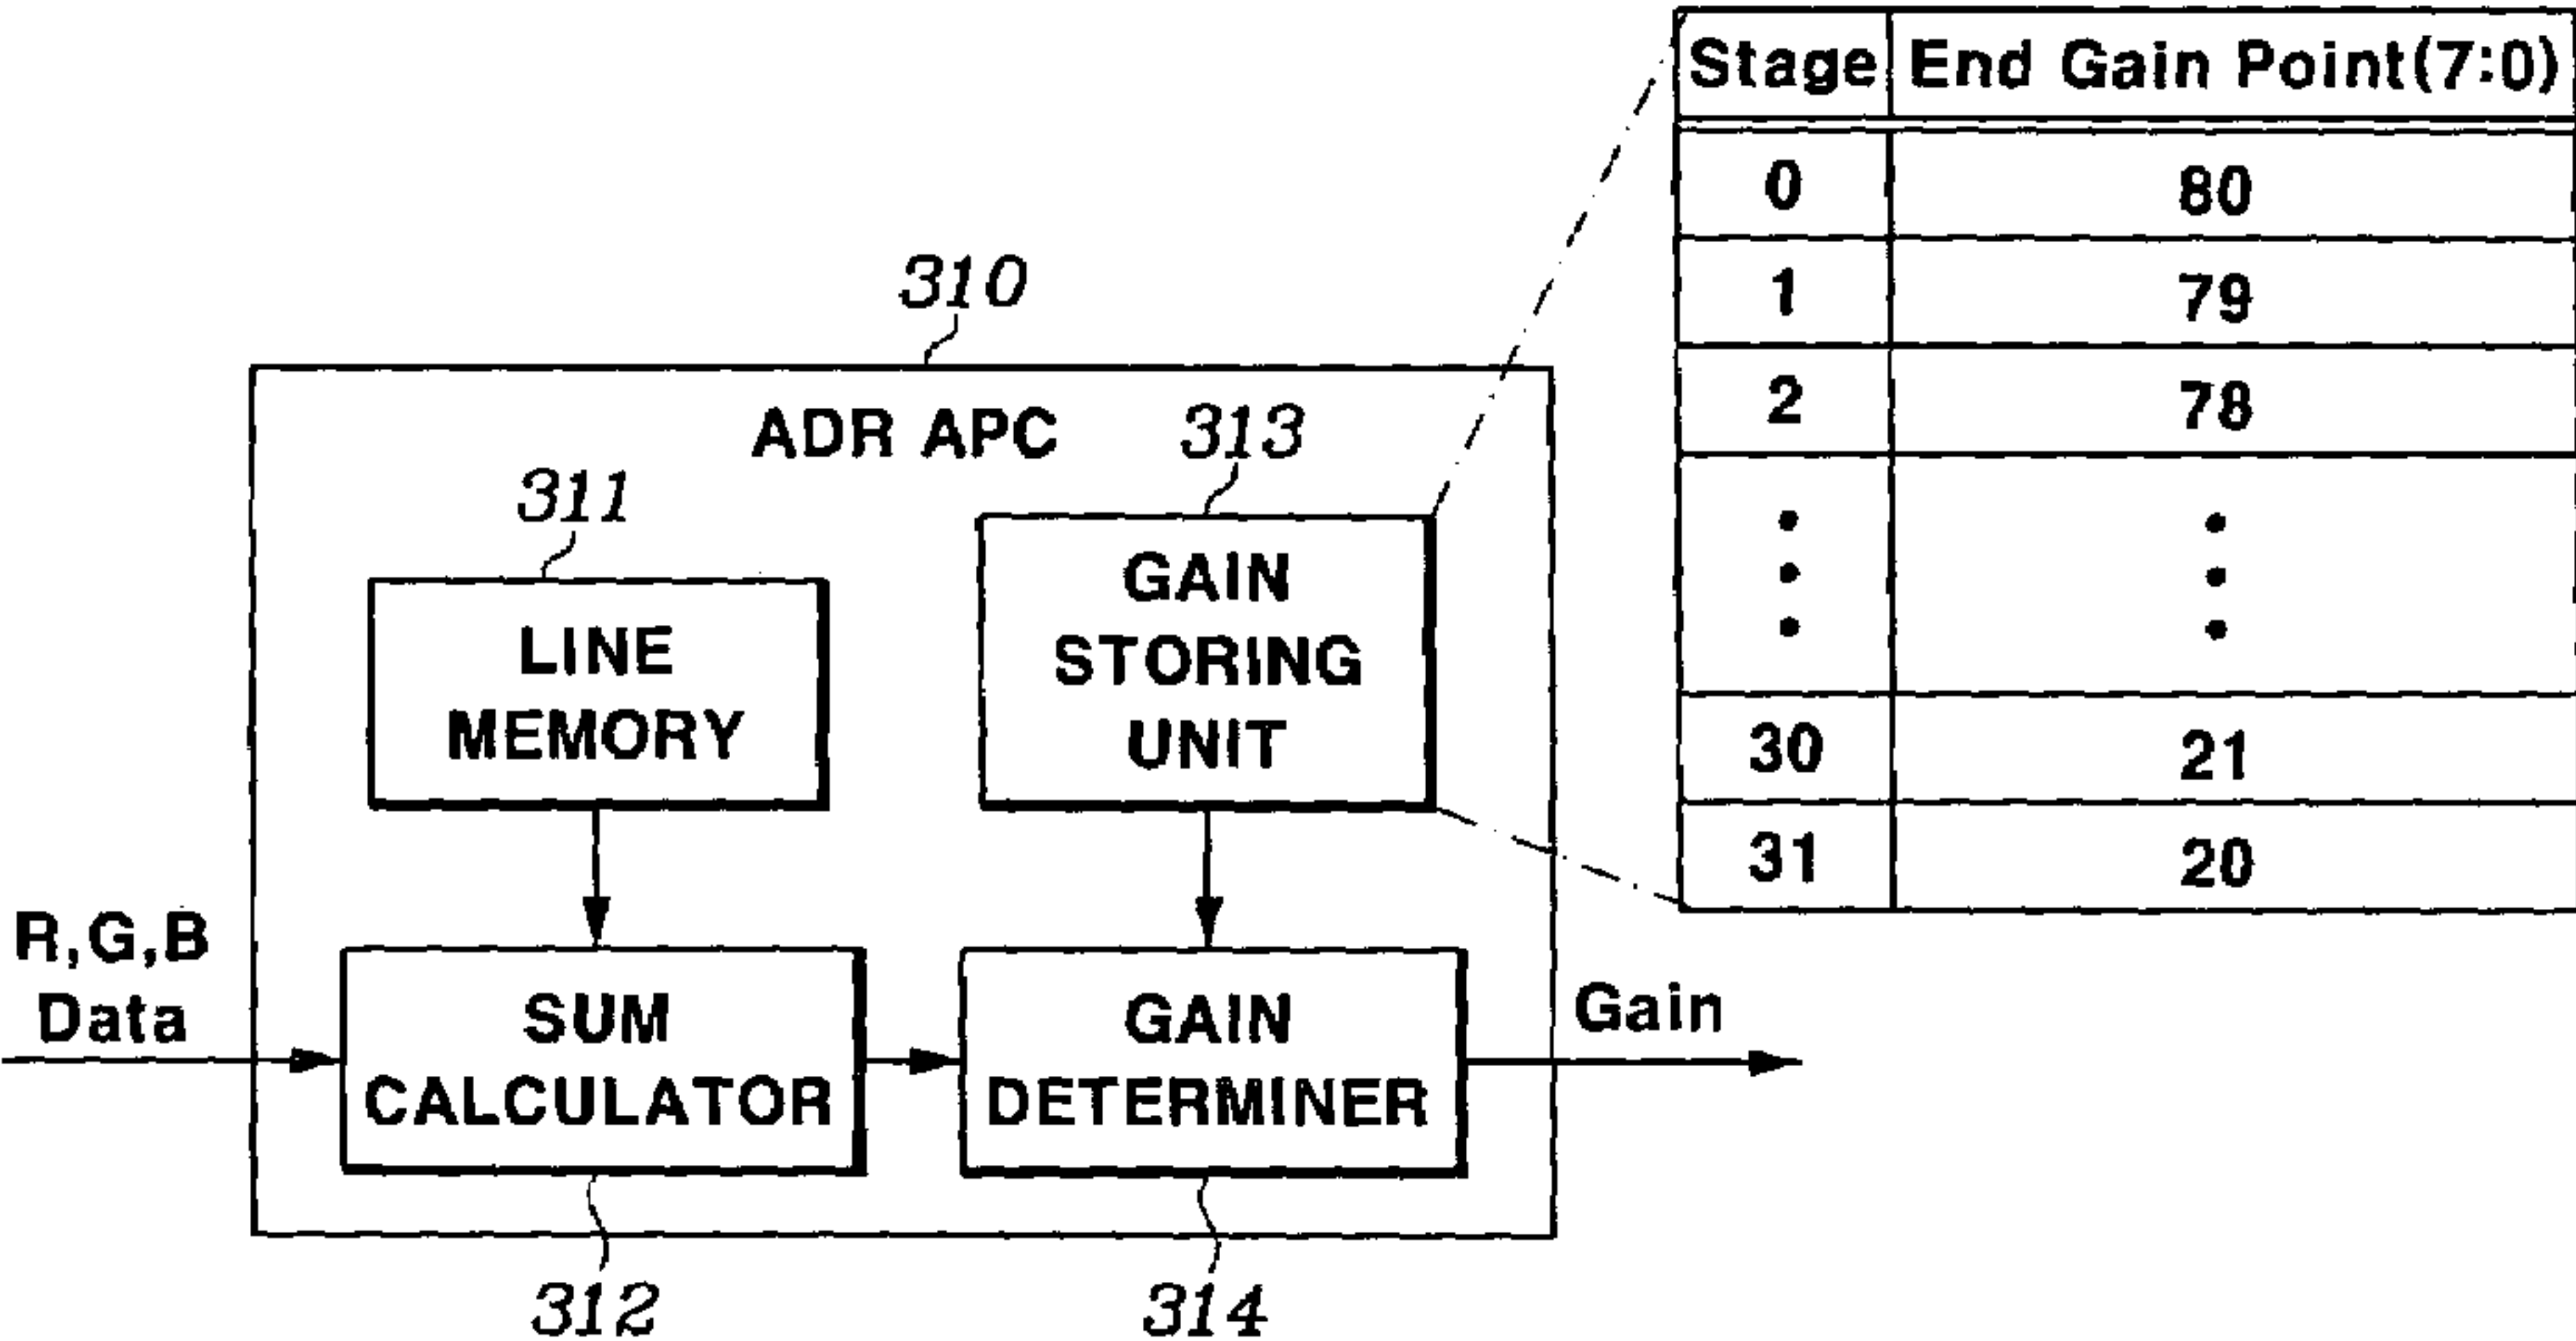 Stage End Gain Point(7:0)
0 80
1 79
2 78
30 21
31 20
310
ADR APC
311
LINE
MEMORY
313
GAIN
STORING
UNIT
R,G,B
Data
SUM
CALCULATOR
GAIN
DETERMINER
Gain
312
314